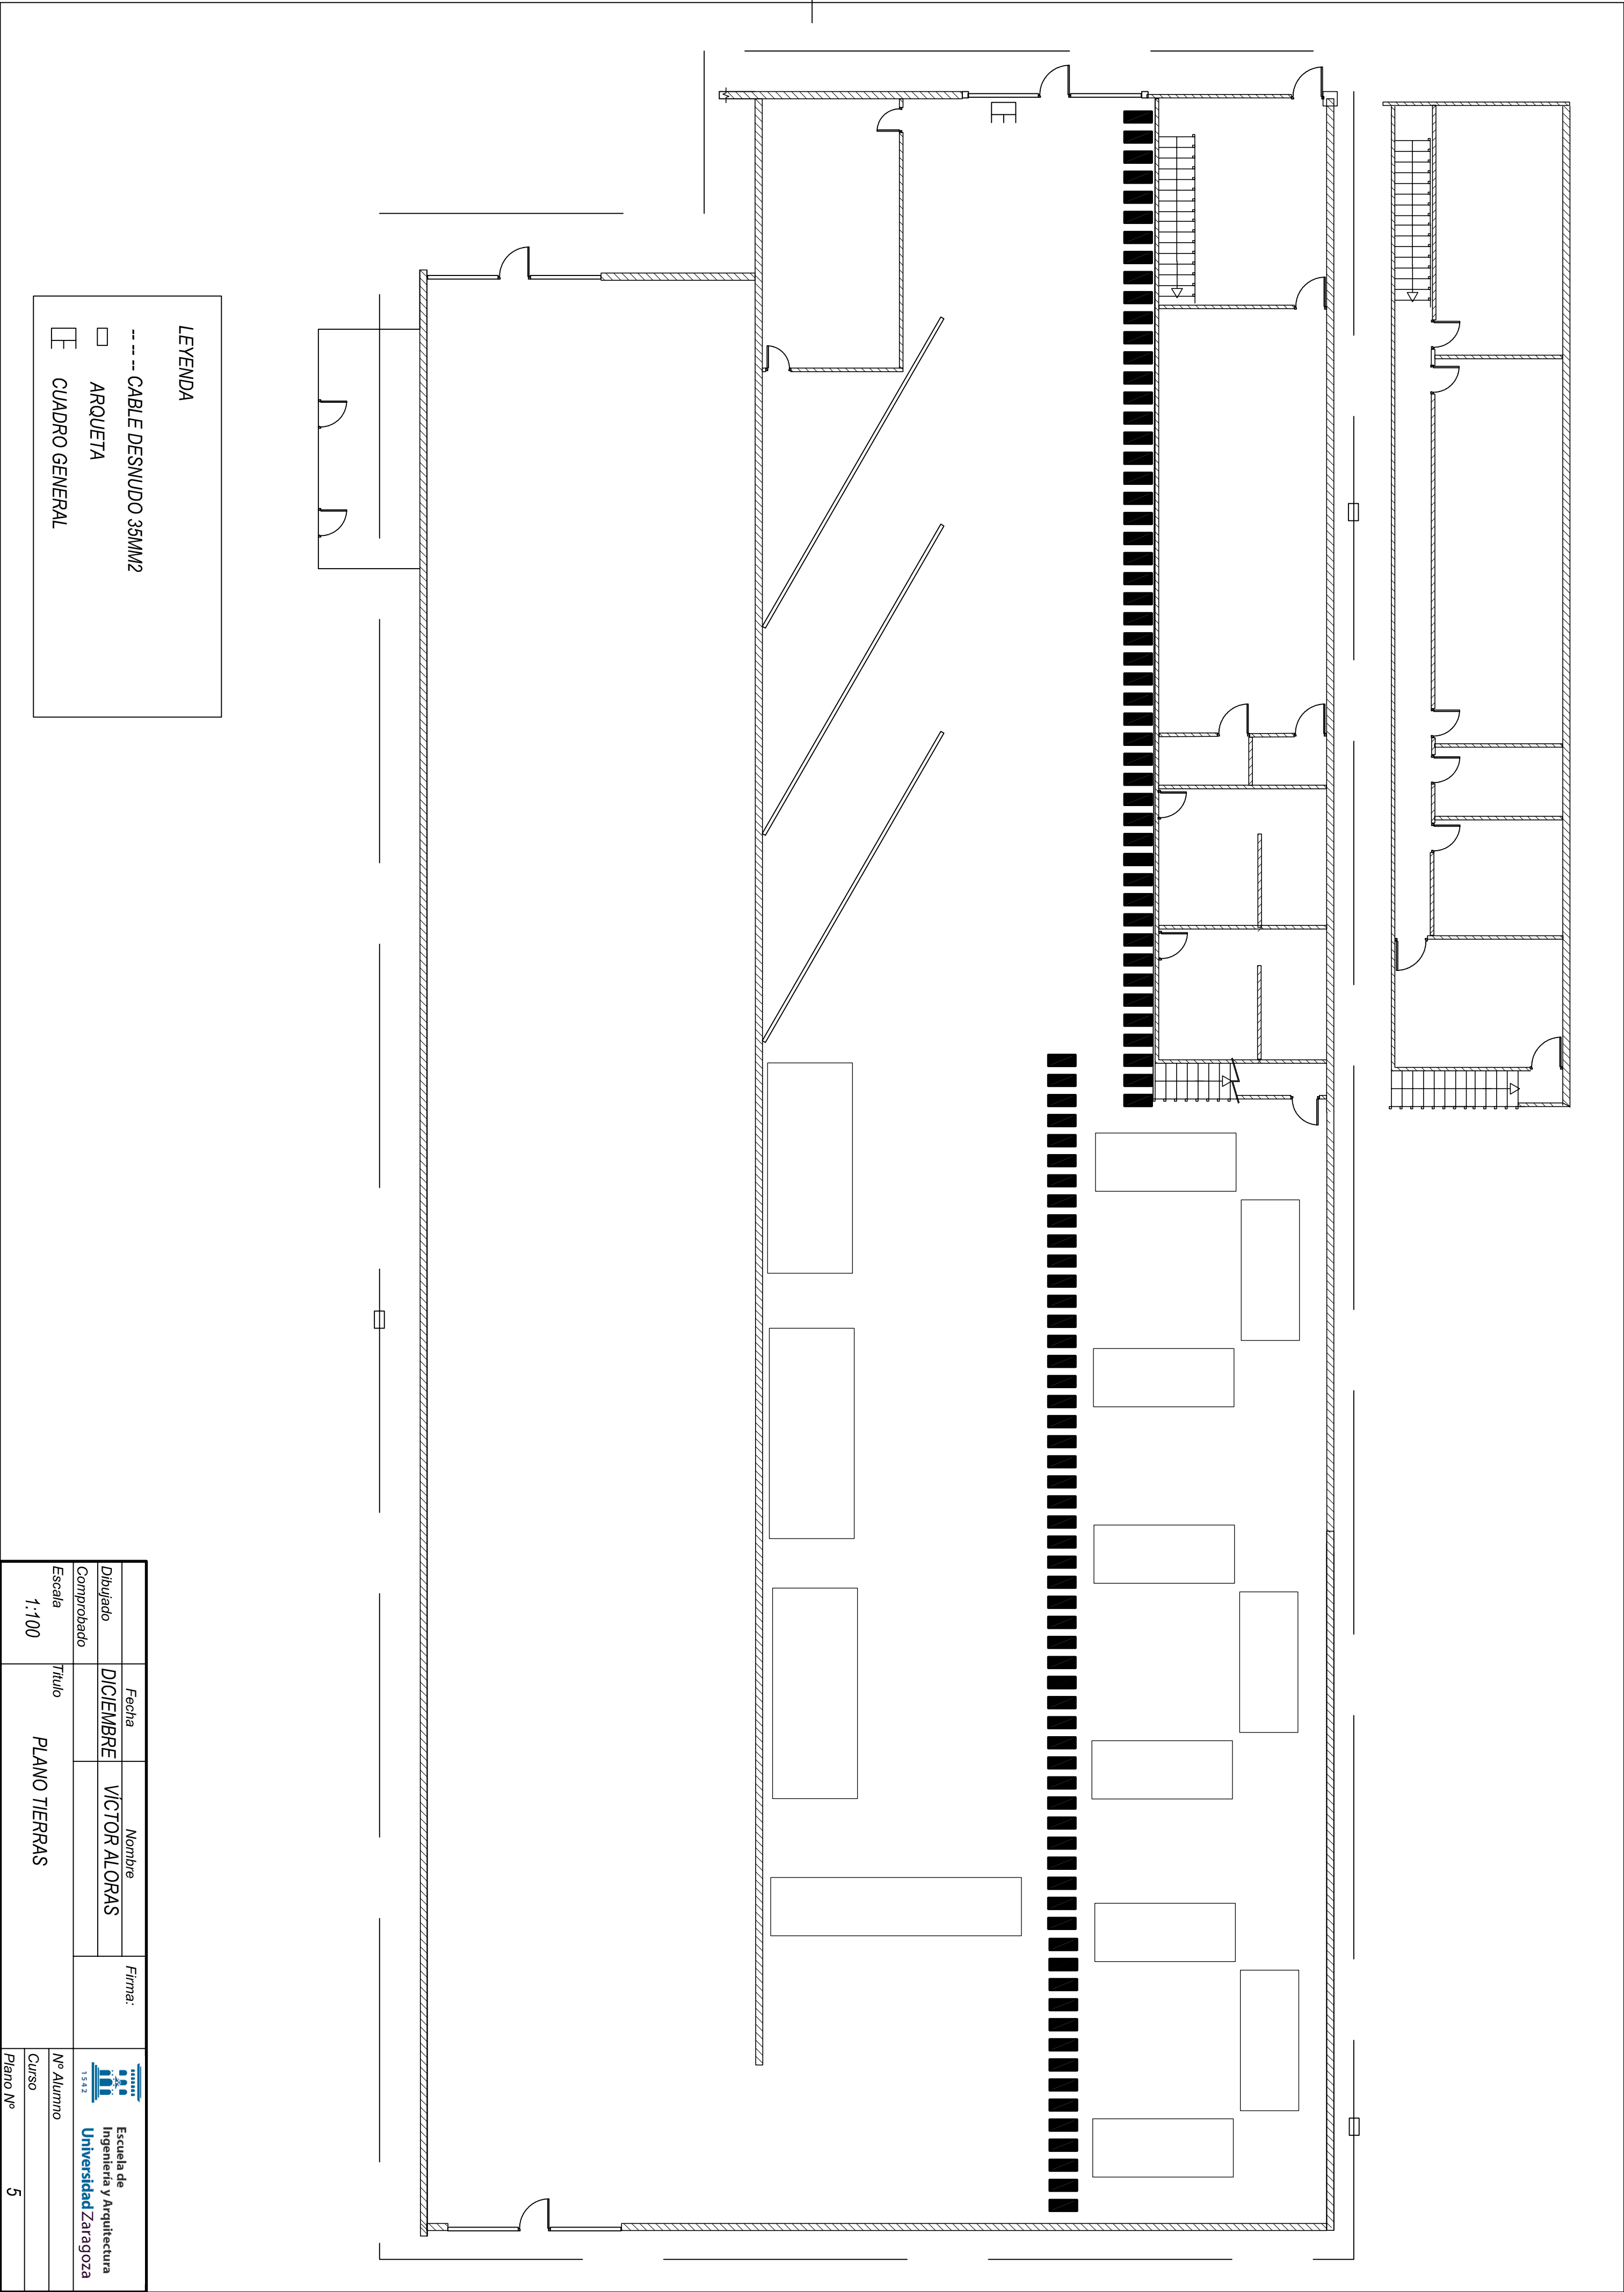 LEYENDA
-- -- -- CABLE DESNUDO 35MM2
ARQUETA
CUADRO GENERAL
Fecha
Nombre
Firma:
Dibujado
DICIEMBRE
VÍCTOR ALORAS
Comprobado
Escala
1:100
Titulo
PLANO TIERRAS
1542
Escuela de
Ingeniería y Arquitectura
Universidad Zaragoza
Nº Alumno
Curso
Plano Nº 5